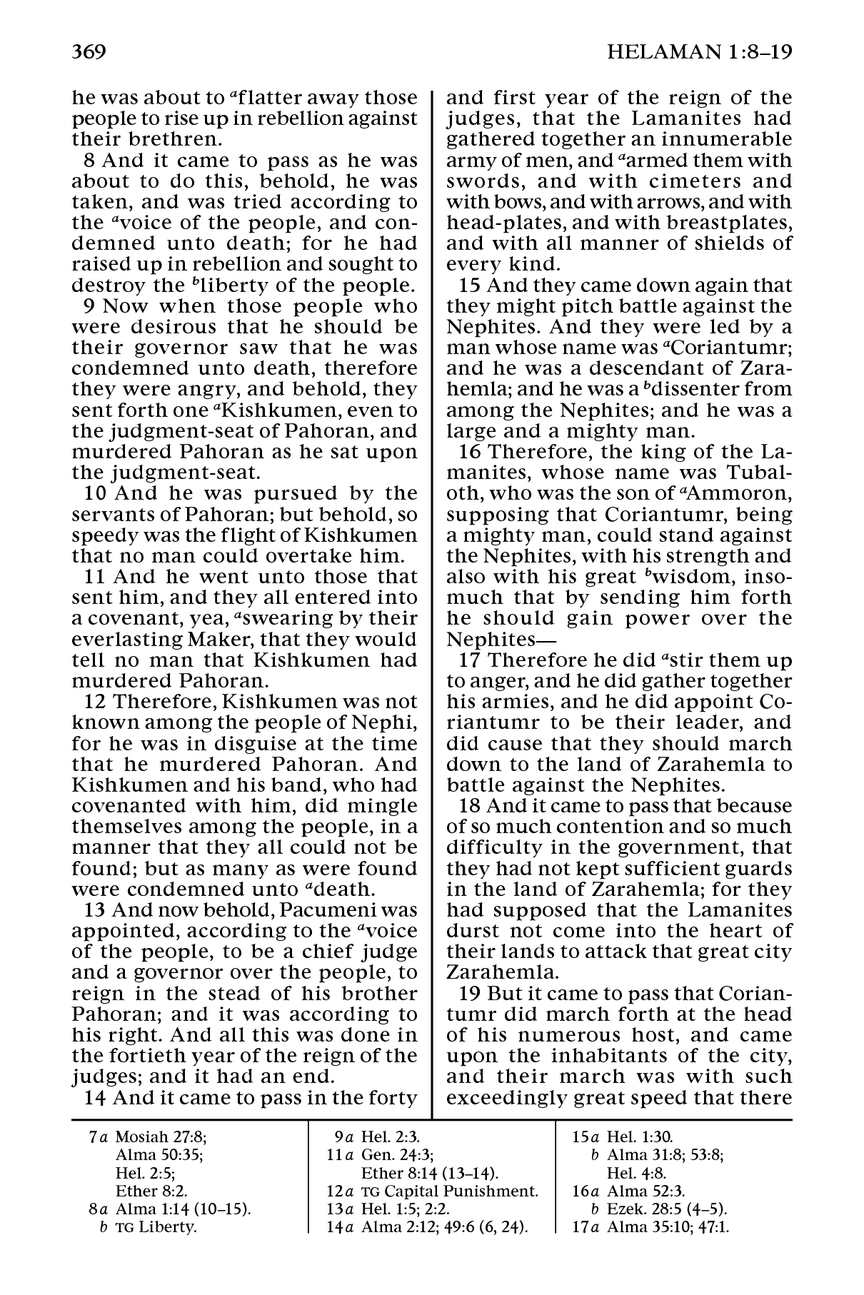 369
HELAMAN 1:8–19
he was about to aflatter away those
people to rise up in rebellion against
their brethren.
8 And it came to pass as he was
about to do this, behold, he was
taken, and was tried according to
the avoice of the people, and con-
demned unto death; for he had
raised up in rebellion and sought to
destroy the bliberty of the people.
9 Now when those people who
were desirous that he should be
their governor saw that he was
condemned unto death, therefore
they were angry, and behold, they
sent forth one aKishkumen, even to
the judgment-seat of Pahoran, and
murdered Pahoran as he sat upon
the judgment-seat.
10 And he was pursued by the
servants of Pahoran; but behold, so
speedy was the flight of Kishkumen
that no man could overtake him.
11 And he went unto those that
sent him, and they all entered into
a covenant, yea, aswearing by their
everlasting Maker, that they would
tell no man that Kishkumen had
murdered Pahoran.
12 Therefore, Kishkumen was not
known among the people of Nephi,
for he was in disguise at the time
that he murdered Pahoran. And
Kishkumen and his band, who had
covenanted with him, did mingle
themselves among the people, in a
manner that they all could not be
found; but as many as were found
were condemned unto adeath.
13 And now behold, Pacumeni was
appointed, according to the avoice
of the people, to be a chief judge
and a governor over the people, to
reign in the stead of his brother
Pahoran; and it was according to
his right. And all this was done in
the fortieth year of the reign of the
judges; and it had an end.
14 And it came to pass in the forty
and first year of the reign of the
judges, that the Lamanites had
gathered together an innumerable
army of men, and aarmed them with
swords, and with cimeters and
with bows, and with arrows, and with
head-plates, and with breastplates,
and with all manner of shields of
every kind.
15 And they came down again that
they might pitch battle against the
Nephites. And they were led by a
man whose name was aCoriantumr;
and he was a descendant of Zara-
hemla; and he was a bdissenter from
among the Nephites; and he was a
large and a mighty man.
16 Therefore, the king of the La-
manites, whose name was Tubal-
oth, who was the son of aAmmoron,
supposing that Coriantumr, being
a mighty man, could stand against
the Nephites, with his strength and
also with his great bwisdom, inso-
much that by sending him forth
he should gain power over the
Nephites—
17 Therefore he did astir them up
to anger, and he did gather together
his armies, and he did appoint Co-
riantumr to be their leader, and
did cause that they should march
down to the land of Zarahemla to
battle against the Nephites.
18 And it came to pass that because
of so much contention and so much
difficulty in the government, that
they had not kept sufficient guards
in the land of Zarahemla; for they
had supposed that the Lamanites
durst not come into the heart of
their lands to attack that great city
Zarahemla.
19 But it came to pass that Corian-
tumr did march forth at the head
of his numerous host, and came
upon the inhabitants of the city,
and their march was with such
exceedingly great speed that there
7a Mosiah 27:8;
Alma 50:35;
Hel. 2:5;
Ether 8:2.
8a Alma 1:14 (10–15).
b TG Liberty.
9a Hel. 2:3.
11a Gen. 24:3;
Ether 8:14 (13–14).
12a TG Capital Punishment.
13a Hel. 1:5; 2:2.
14a Alma 2:12; 49:6 (6, 24).
15a Hel. 1:30.
b Alma 31:8; 53:8;
Hel. 4:8.
16a Alma 52:3.
b Ezek. 28:5 (4–5).
17a Alma 35:10; 47:1.